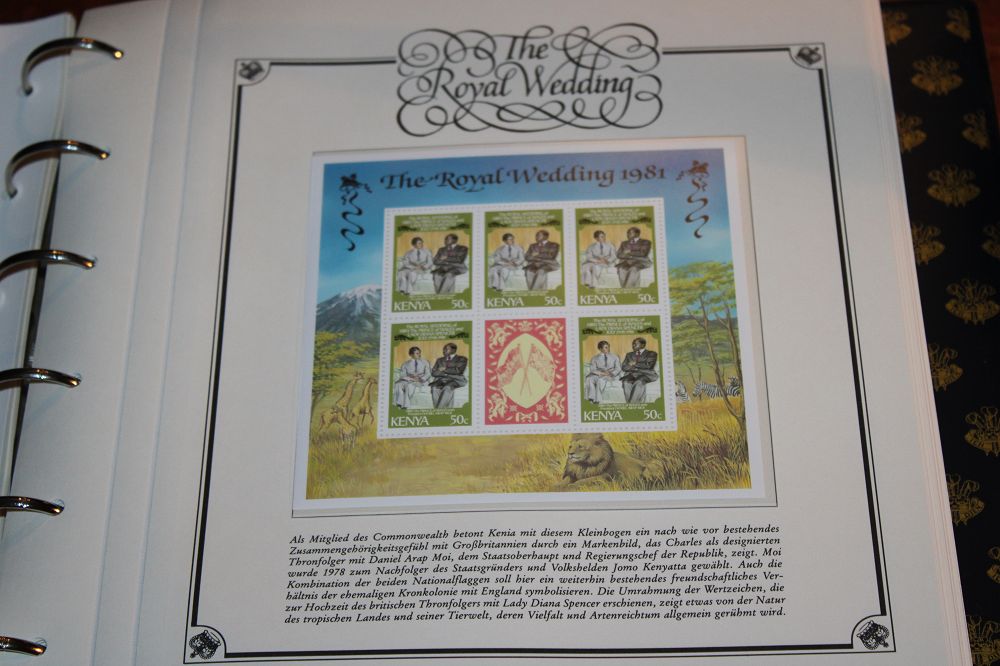 The
Royal Wedding
The Royal Wedding 1981
KENYA 50c
KENYA 50c
KENYA 50c
KENYA 50c
KENYA 50c
Als Mitglied des Commonwealth betont Kenia mit diesem Kleinbogen ein nach wie vor bestehendes
Zusammengehörigkeitsgefühl mit Großbritannien durch ein Markenbild, das Charles als designierten
Thronfolger mit Daniel Arap Moi, dem Staatsoberhaupt und Regierungschef der Republik, zeigt. Moi
wurde 1978 zum Nachfolger des Staatsgründers und Volkshelden Jomo Kenyatta gewählt. Auch die
Kombination der beiden Nationalflaggen soll hier ein weiterhin bestehendes freundschaftliches Ver-
hältnis der ehemaligen Kronkolonie mit England symbolisieren. Die Umrahmung der Wertzeichen, die
zur Hochzeit des britischen Thronfolgers mit Lady Diana Spencer erschienen, zeigt etwas von der Natur
des tropischen Landes und seiner Tierwelt, deren Vielfalt und Artenreichtum allgemein gerühmt wird.